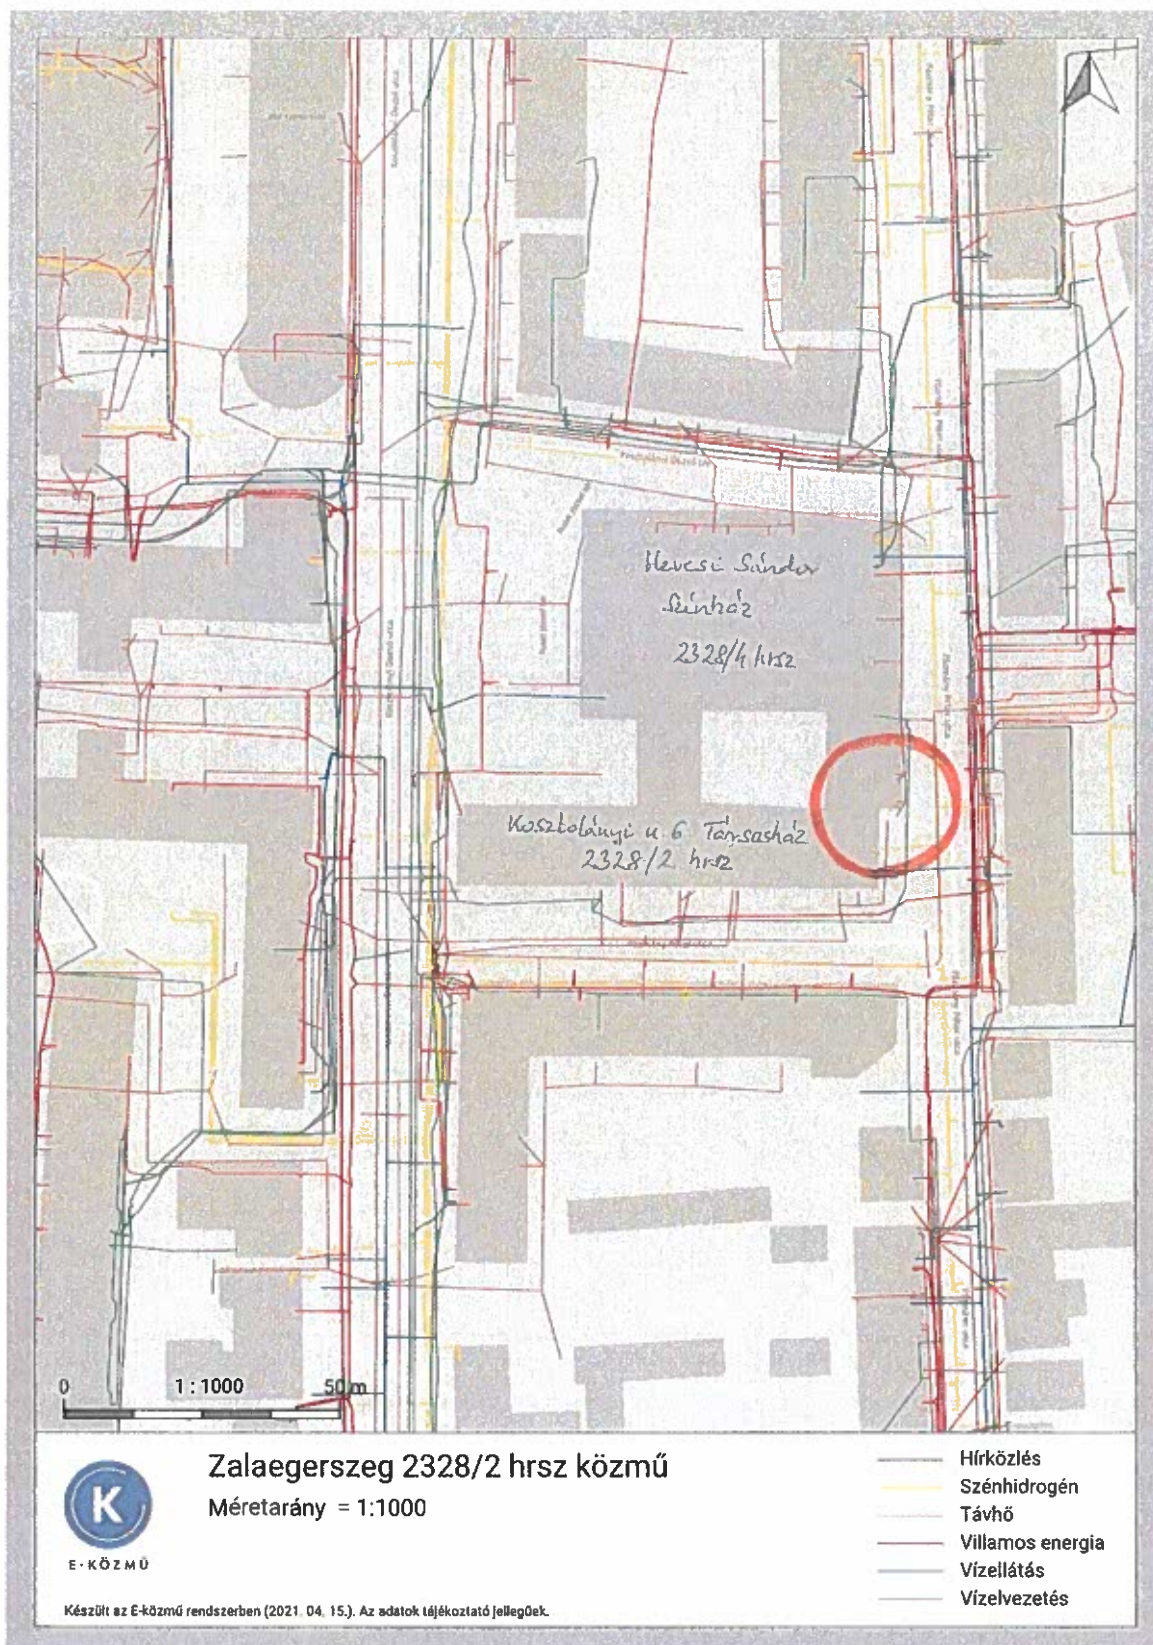 Hevesi Sándor
Színház
2328/4 hrsz
Kosztolányi u 6 Társasház
2328/2 hrsz
0
1 : 1000
50 m
K
E-KÖZMŰ
Zalaegerszeg 2328/2 hrsz közmű
Méretarány = 1:1000
Készült az E-közmű rendszerben (2021. 04. 15.). Az adatok tájékoztató jellegűek.
Hírközlés
Szénhidrogén
Távhő
Villamos energia
Vízellátás
Vízelvezetés